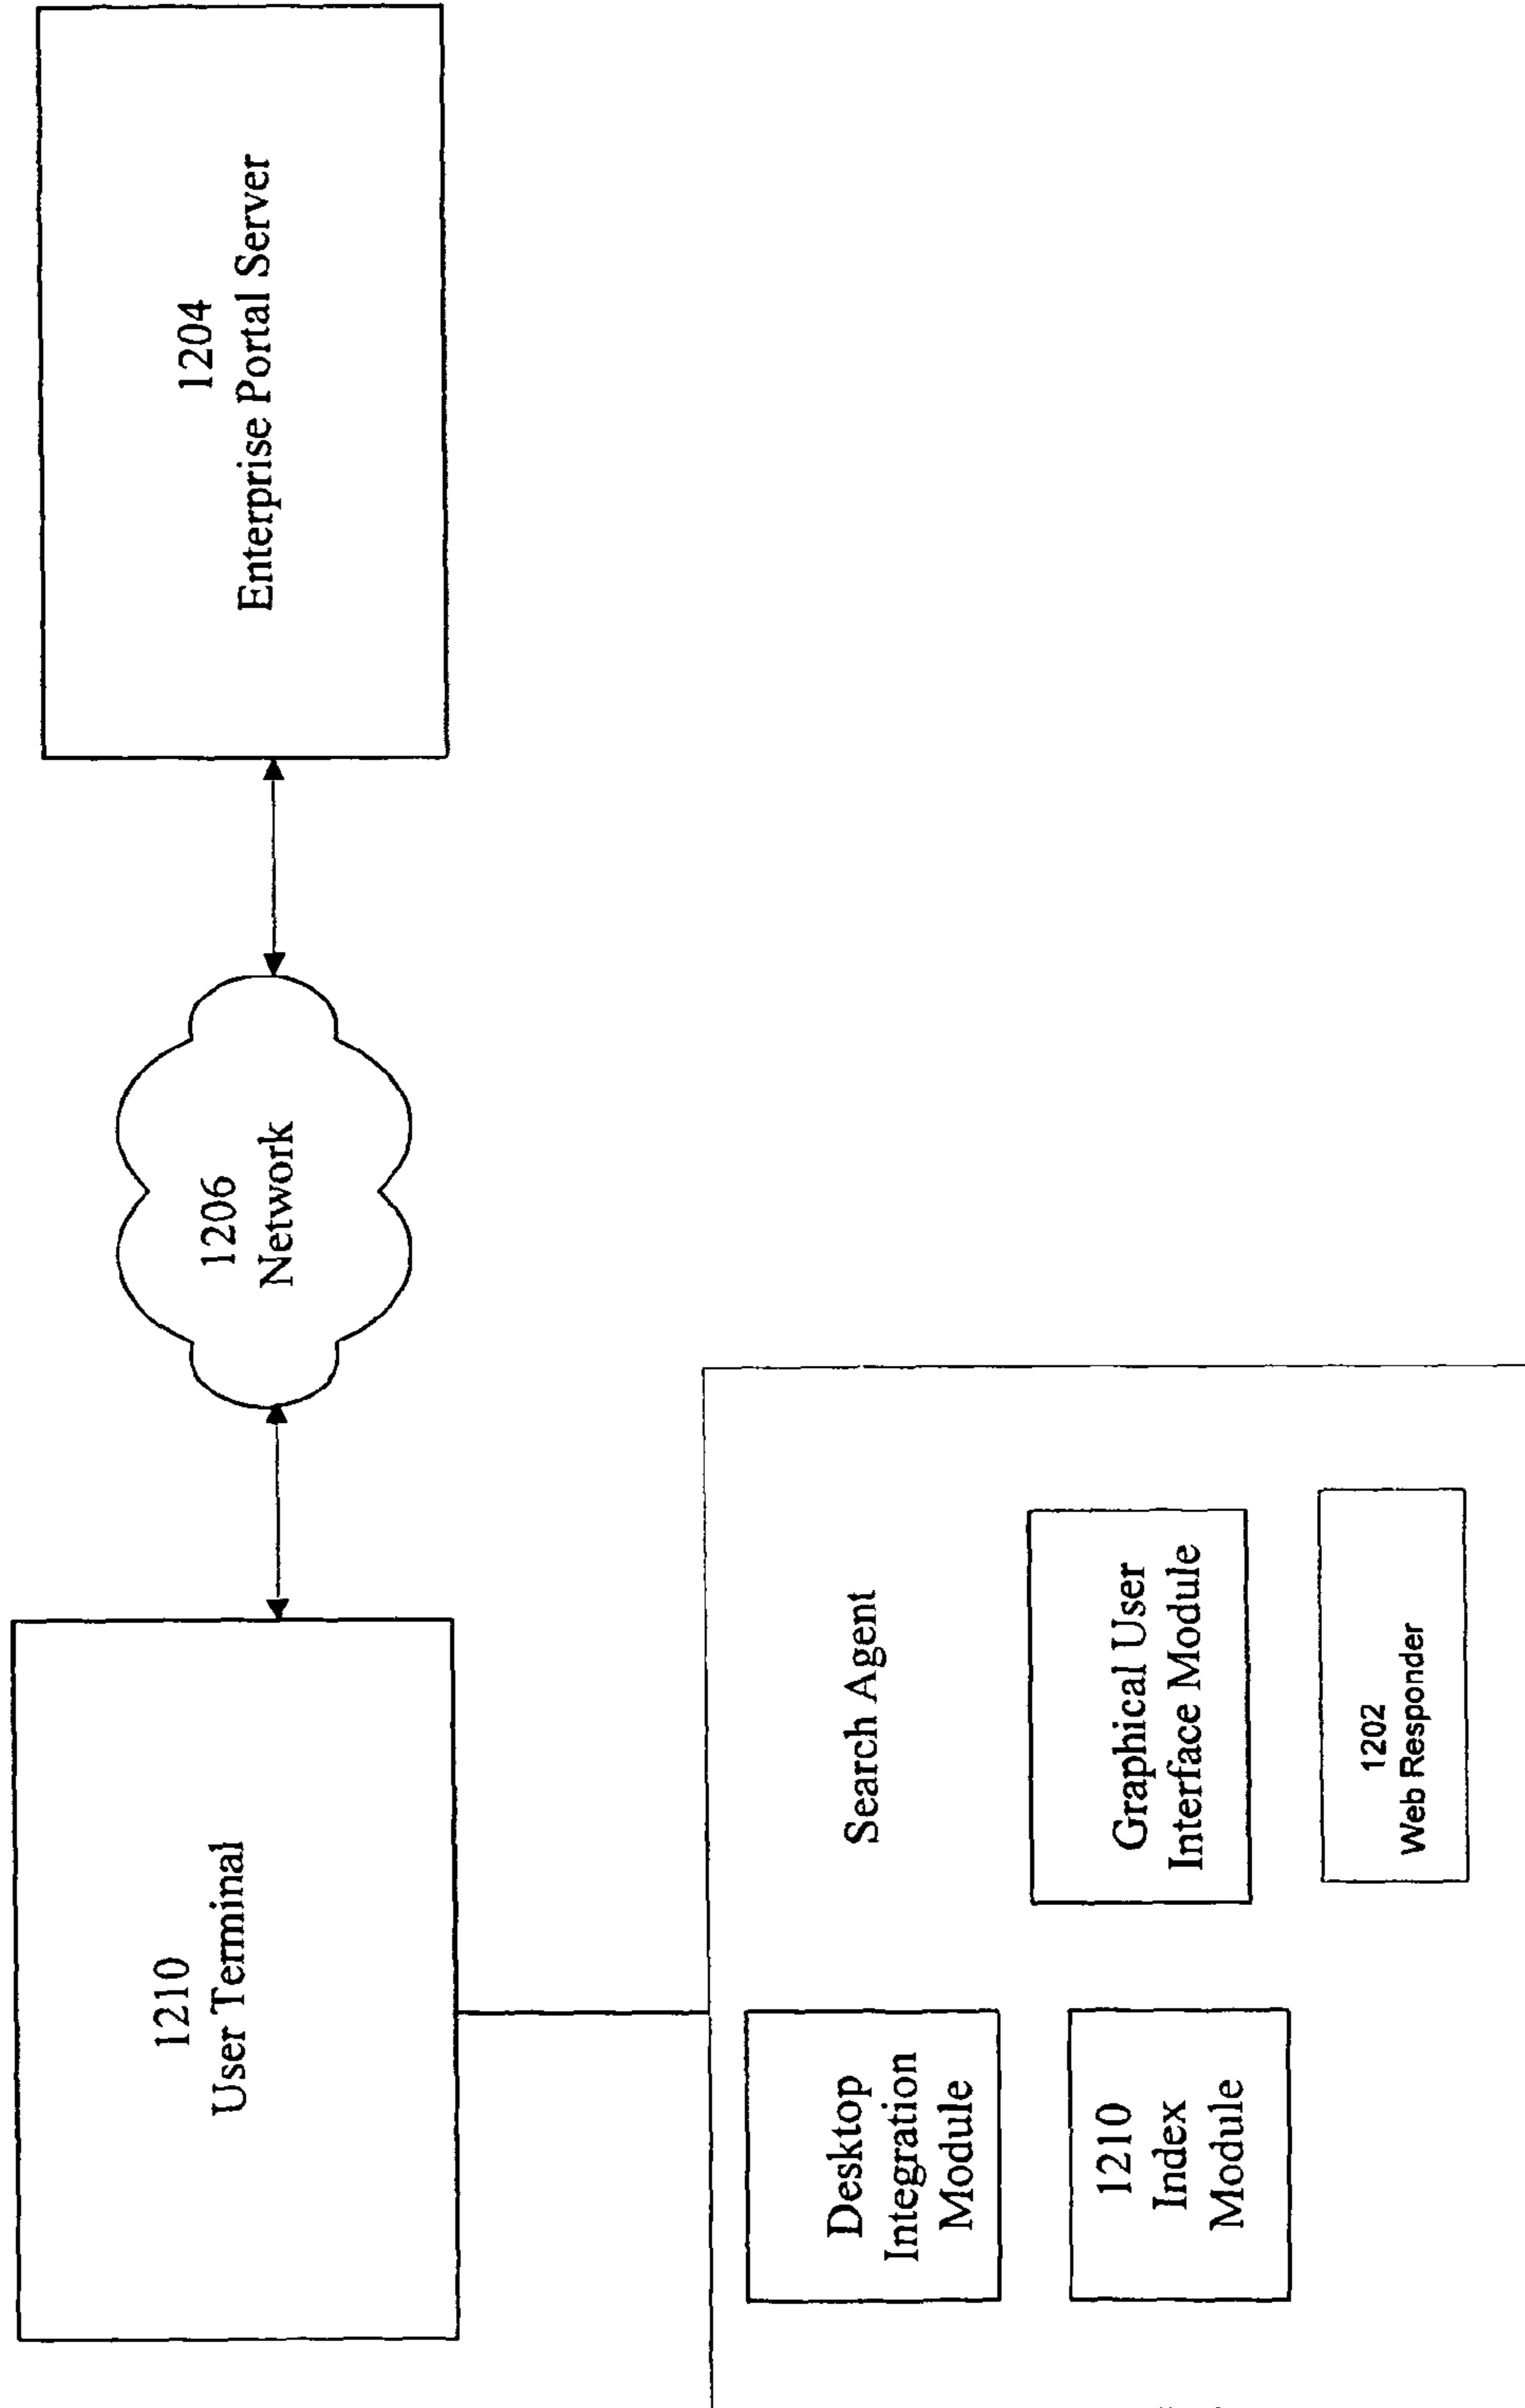 1210
User Terminal
1206
Network
1204
Enterprise Portal Server
Search Agent
Desktop
Integration
Module
Graphical User
Interface Module
1210
Index
Module
1202
Web Responder